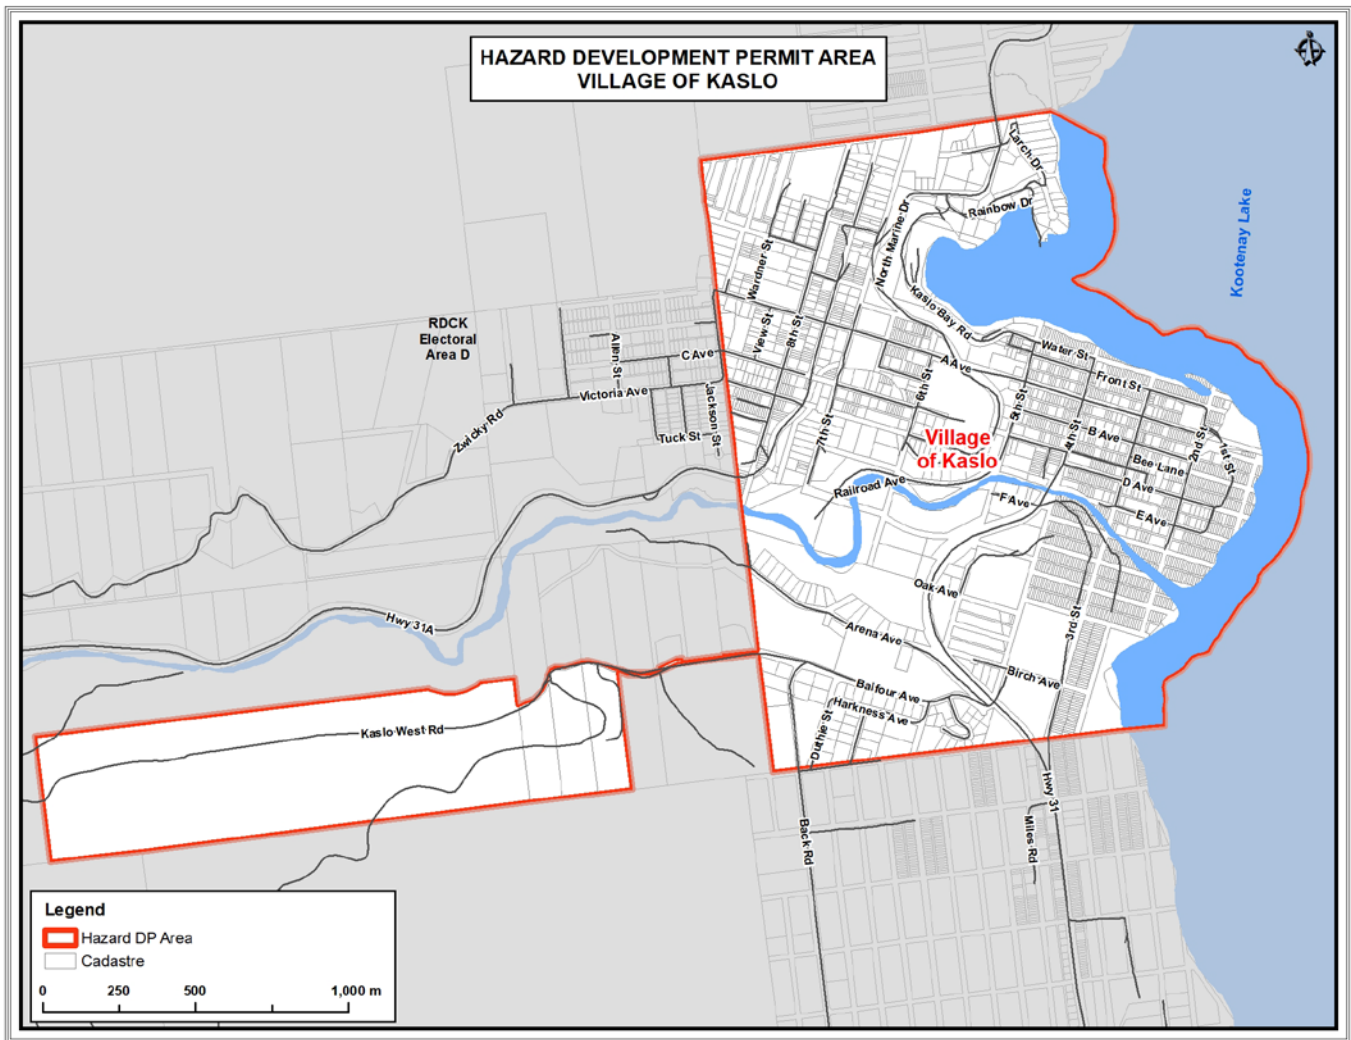 HAZARD DEVELOPMENT PERMIT AREA
VILLAGE OF KASLO
Larch Dr
Rainbow Dr
North Marine Dr
Kootenay Lake
Wardner St
Kaslo Bay Rd
View St
8th St
RDCK
Electoral
Area D
Allen St
C Ave
Victoria Ave
Jackson St
Tuck St
Zwicky Rd
A Ave
Water St
Front St
6th St
5th St
4th St
7th St
B Ave
Bee Lane
2nd St
1st St
D Ave
E Ave
Village
of Kaslo
Railroad Ave
F Ave
Oak Ave
3rd St
Hwy 31A
Arena Ave
Birch Ave
Balfour Ave
Harkness Ave
Duthie St
Kaslo West Rd
Hwy 31
Back Rd
Miles Rd
Legend
Hazard DP Area
Cadastre
0 250 500 1,000 m